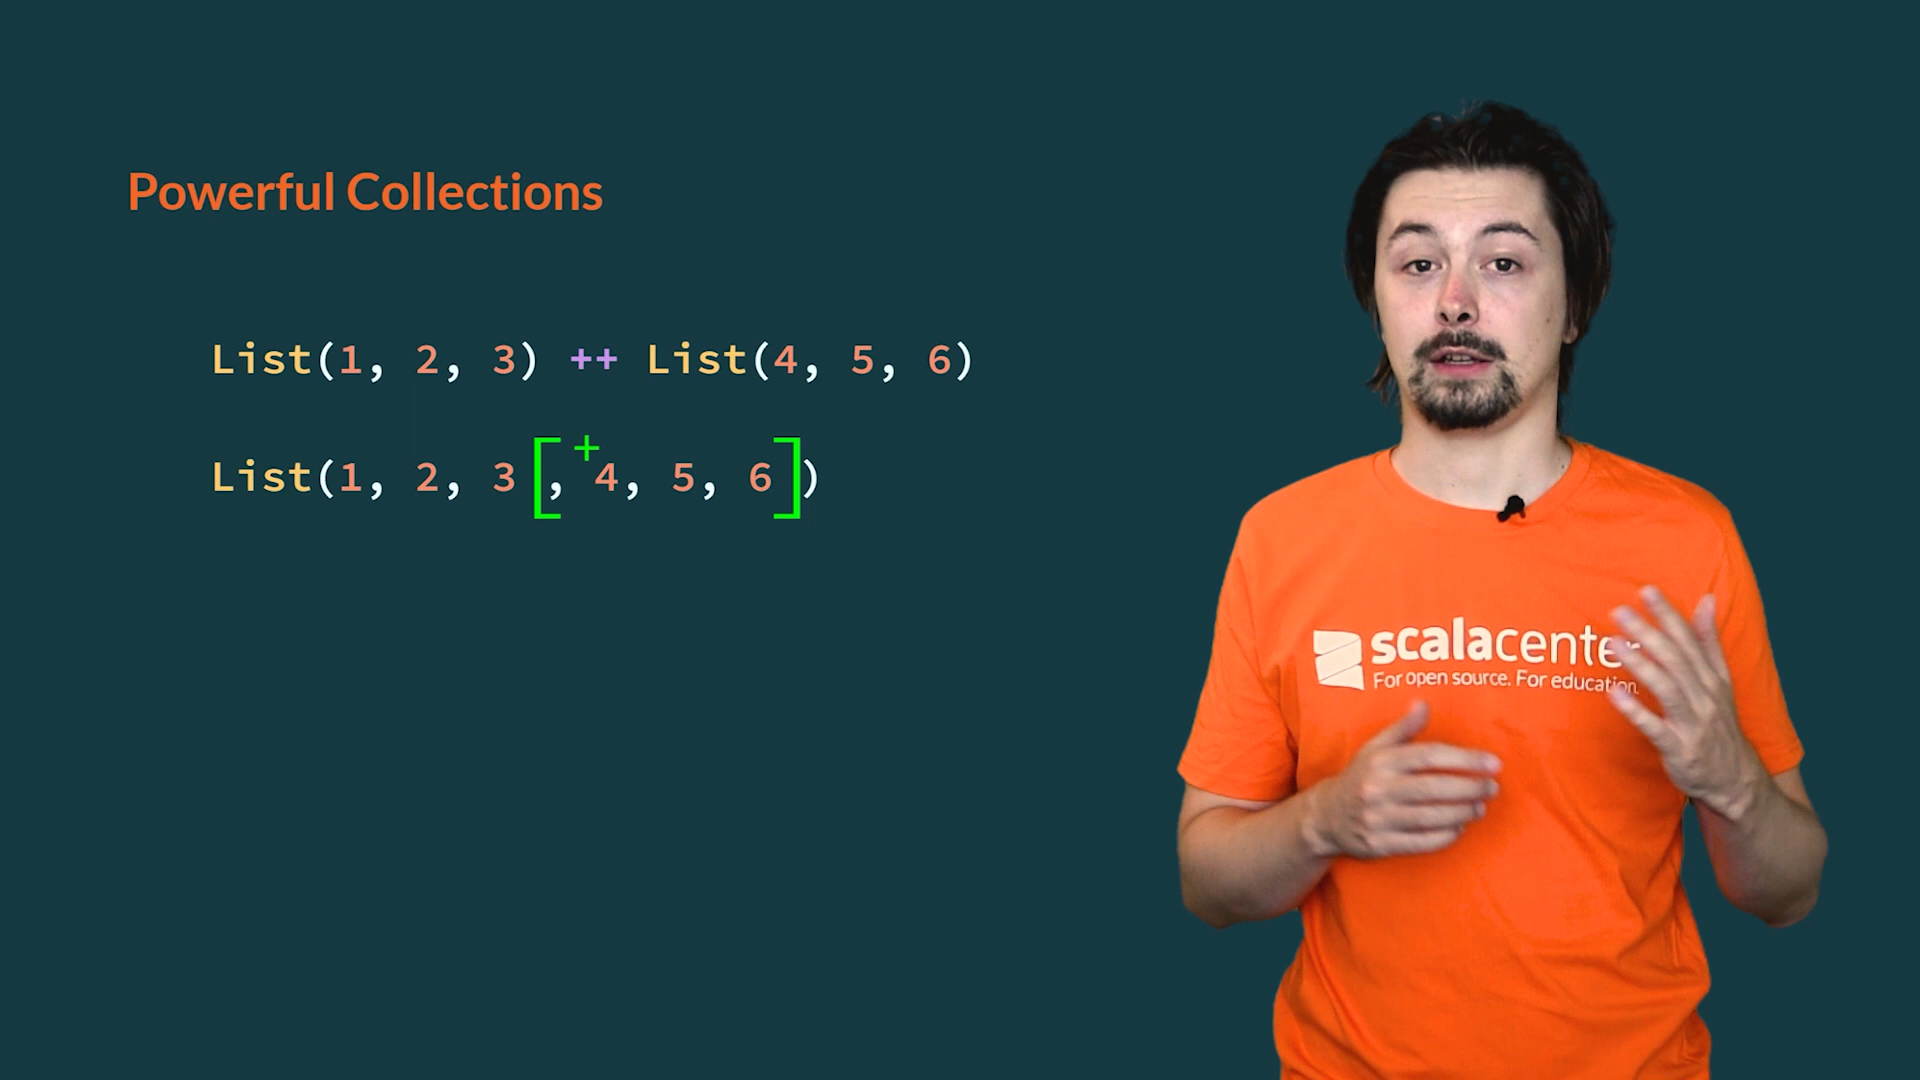 Powerful Collections
List(1, 2, 3) ++ List(4, 5, 6)
+
List(1, 2, 3 [, 4, 5, 6])
scalacenter
For open source. For education.